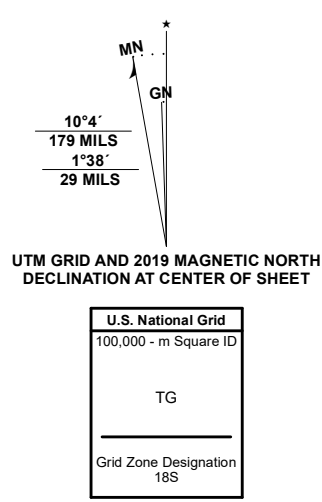 ★
MN
GN
10°4´
179 MILS
1°38´
29 MILS
UTM GRID AND 2019 MAGNETIC NORTH
DECLINATION AT CENTER OF SHEET
U.S. National Grid
100,000 - m Square ID
TG
Grid Zone Designation
18S